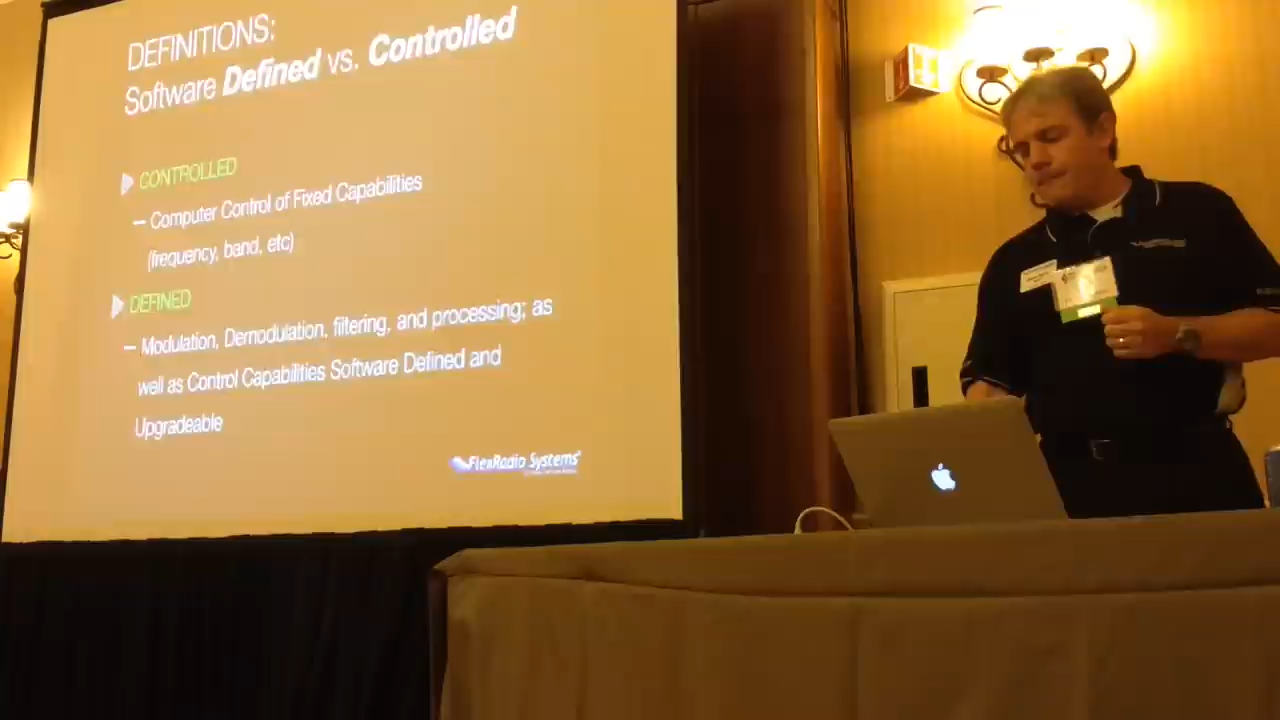 DEFINITIONS:
Software Defined vs. Controlled
CONTROLLED
– Computer Control of Fixed Capabilities
(frequency, band, etc)
DEFINED
– Modulation, Demodulation, filtering, and processing; as
well as Control Capabilities Software Defined and
Upgradeable
FlexRadio Systems®